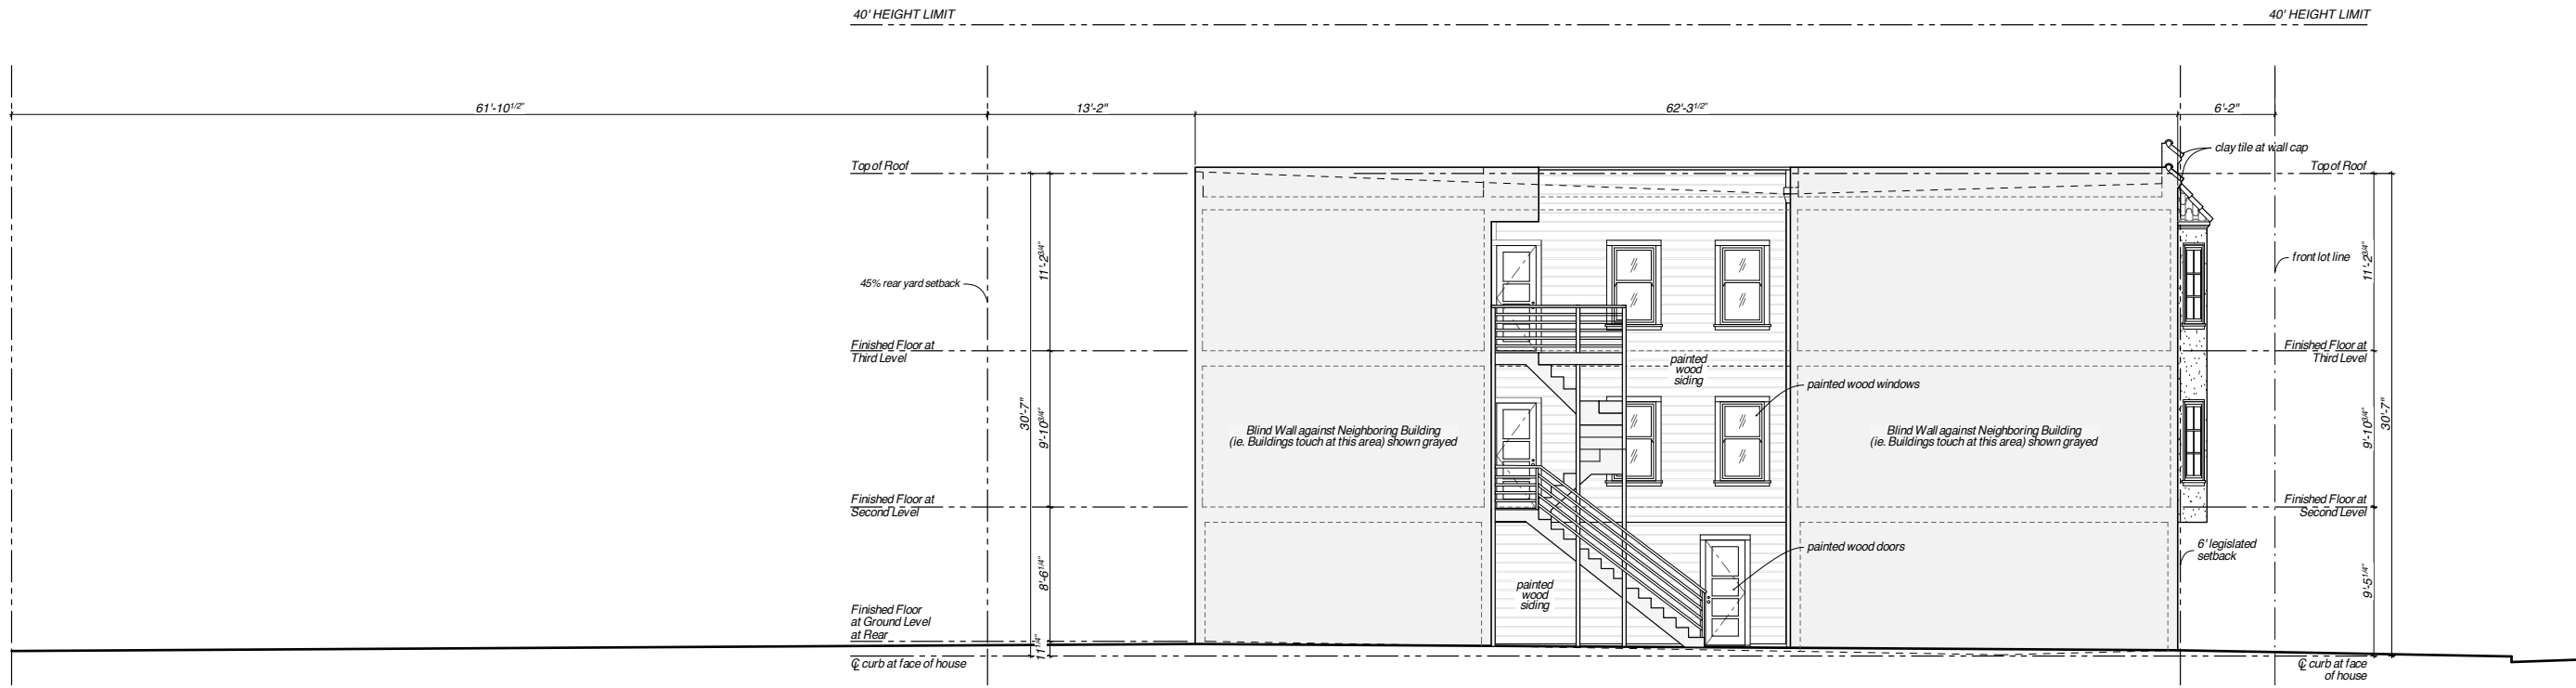 40' HEIGHT LIMIT
40' HEIGHT LIMIT
61'-10 1/2"
13'-2"
62'-3 1/2"
6'-2"
clay tile at wall cap
Top of Roof
Top of Roof
11'-2 3/4"
11'-2 3/4"
front lot line
45% rear yard setback
Finished Floor at
Third Level
Finished Floor at
Third Level
painted
wood
siding
painted wood windows
30'-7"
9'-10 3/4"
9'-10 3/4"
30'-7"
Blind Wall against Neighboring Building
(ie. Buildings touch at this area) shown grayed
Blind Wall against Neighboring Building
(ie. Buildings touch at this area) shown grayed
Finished Floor at
Second Level
Finished Floor at
Second Level
painted wood doors
6' legislated
setback
8'-6 1/4"
9'-5 1/4"
painted
wood
siding
Finished Floor
at Ground Level
at Rear
11 1/4"
℄ curb at face of house
℄ curb at face
of house